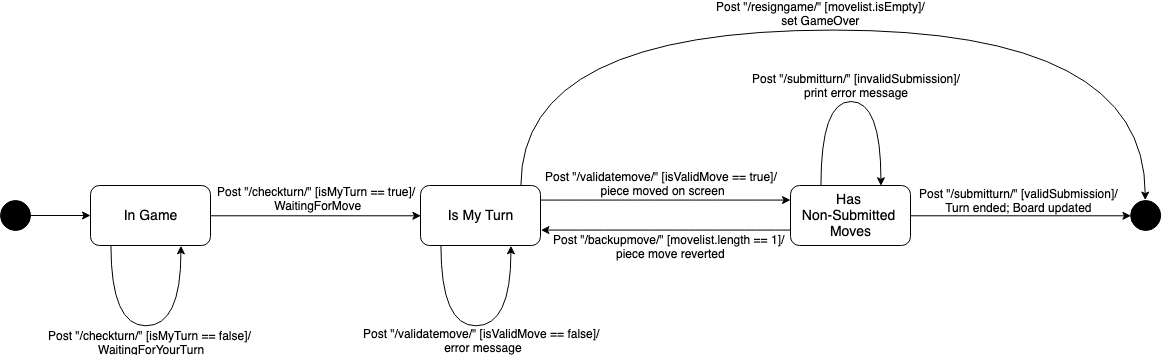 Post "/resigngame/" [movelist.isEmpty]/
set GameOver
Post "/submitturn/" [invalidSubmission]/
print error message
Post "/checkturn/" [isMyTurn == true]/
WaitingForMove
Post "/validatemove/" [isValidMove == true]/
piece moved on screen
In Game
Is My Turn
Has
Non-Submitted
Moves
Post "/submitturn/" [validSubmission]/
Turn ended; Board updated
Post "/backupmove/" [movelist.length == 1]/
piece move reverted
Post "/checkturn/" [isMyTurn == false]/
WaitingForYourTurn
Post "/validatemove/" [isValidMove == false]/
error message